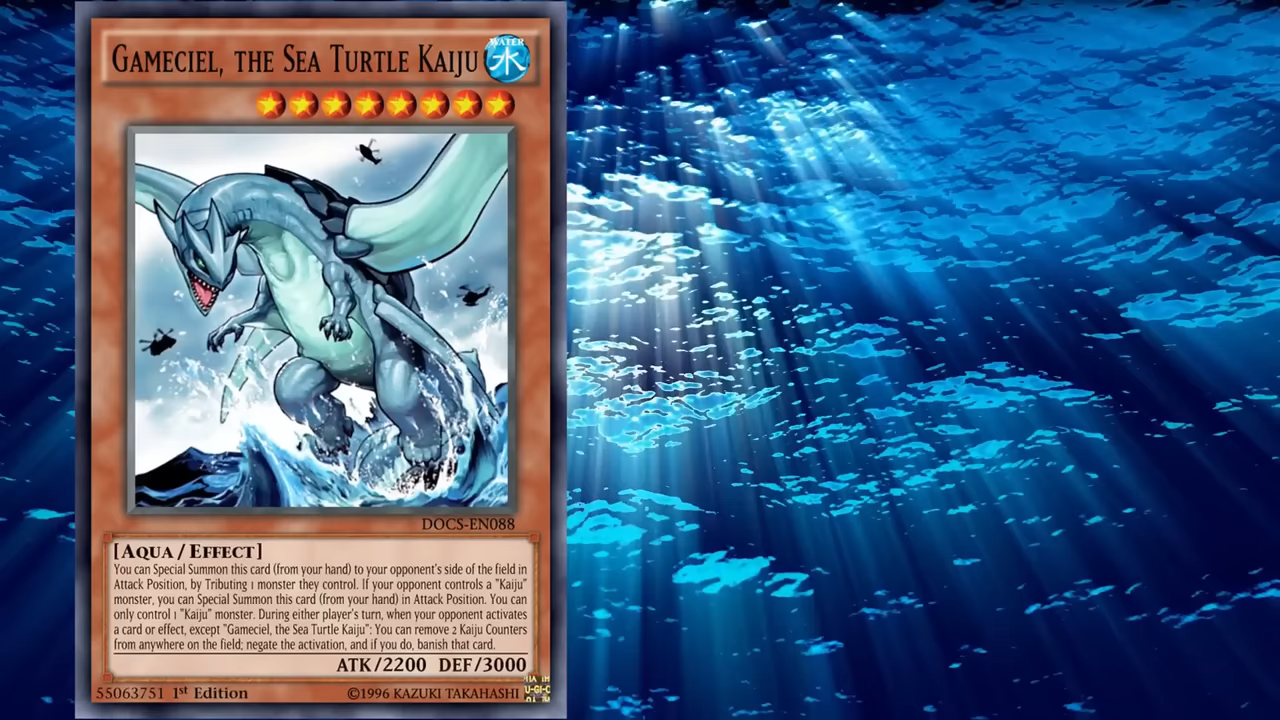 GAMECIEL, THE SEA TURTLE KAIJU
WATER
水
DOCS-EN088
[AQUA / EFFECT]
You can Special Summon this card (from your hand) to your opponent's side of the field in
Attack Position, by Tributing 1 monster they control. If your opponent controls a "Kaiju"
monster, you can Special Summon this card (from your hand) in Attack Position. You can
only control 1 "Kaiju" monster. During either player's turn, when your opponent activates
a card or effect, except "Gameciel, the Sea Turtle Kaiju": You can remove 2 Kaiju Counters
from anywhere on the field; negate the activation, and if you do, banish that card.
ATK/2200 DEF/3000
55063751 1st Edition ©1996 KAZUKI TAKAHASHI